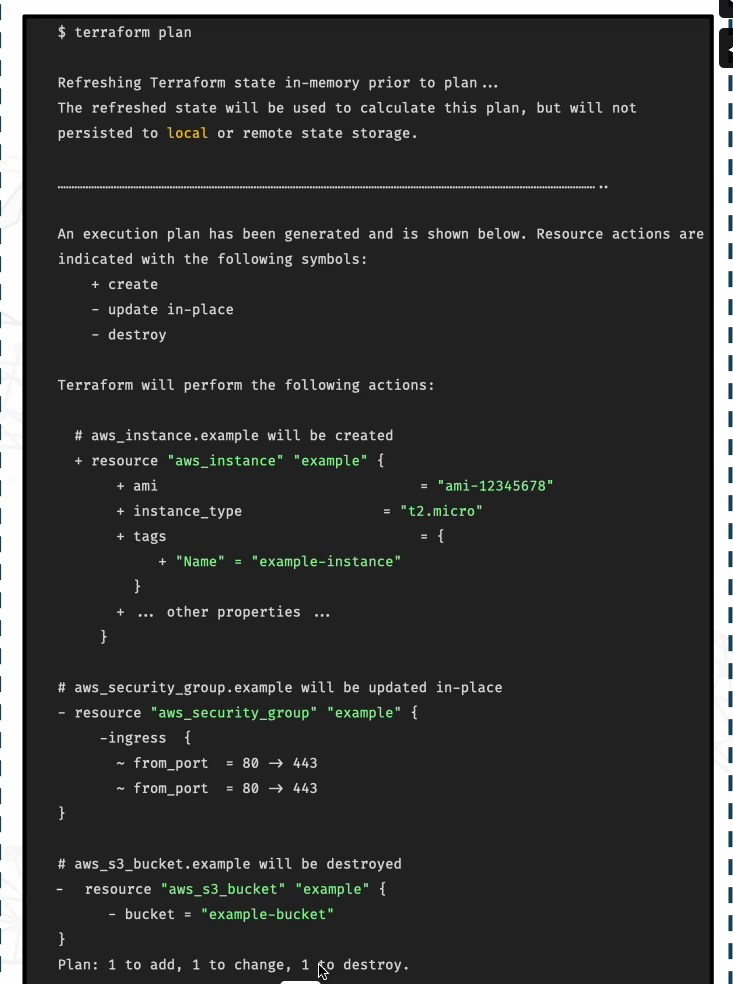 $ terraform plan
Refreshing Terraform state in-memory prior to plan...
The refreshed state will be used to calculate this plan, but will not
persisted to local or remote state storage.
An execution plan has been generated and is shown below. Resource actions are
indicated with the following symbols:
+ create
- update in-place
- destroy
Terraform will perform the following actions:
# aws_instance.example will be created
+ resource "aws_instance" "example" {
+ ami = "ami-12345678"
+ instance_type = "t2.micro"
+ tags = {
+ "Name" = "example-instance"
}
+ ... other properties ...
}
# aws_security_group.example will be updated in-place
- resource "aws_security_group" "example" {
-ingress {
~ from_port = 80 -> 443
~ from_port = 80 -> 443
}
# aws_s3_bucket.example will be destroyed
- resource "aws_s3_bucket" "example" {
- bucket = "example-bucket"
}
Plan: 1 to add, 1 to change, 1 to destroy.